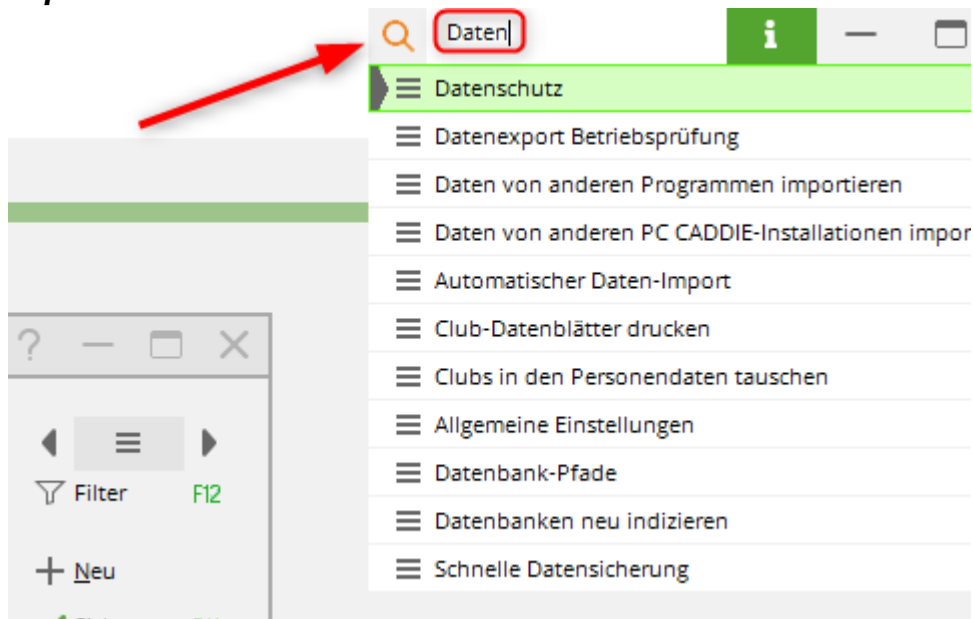 Daten
i
Datenschutz
Datenexport Betriebsprüfung
Daten von anderen Programmen importieren
Daten von anderen PC CADDIE-Installationen impor
Automatischer Daten-Import
Club-Datenblätter drucken
?
Clubs in den Personendaten tauschen
Allgemeine Einstellungen
Datenbank-Pfade
Filter F12
Datenbanken neu indizieren
Neu
Schnelle Datensicherung